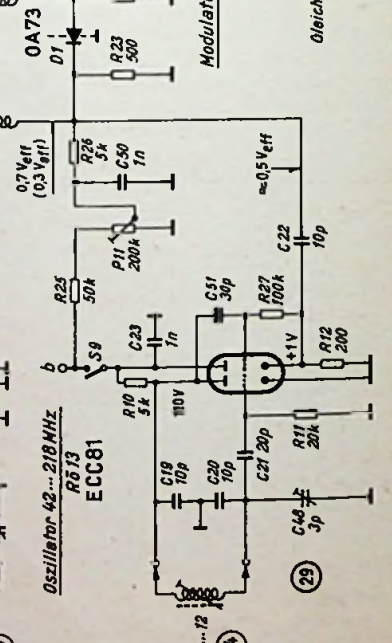 OA73
D1
R23
500
Modulat
Gleich
0,7 Veff
(0,3 Veff)
R26
5k
C50
1n
≈0,5 Veff
P11
200k
C22
10p
R25
50k
C51
30p
R27
100k
b
S9
C23
1n
+1V
R12
200
R10
5k
110V
Oszillator 42...218 MHz
Rö 13
ECC81
C19
10p
C20
10p
C21 20p
R11
20k
C48
3p
29
...12